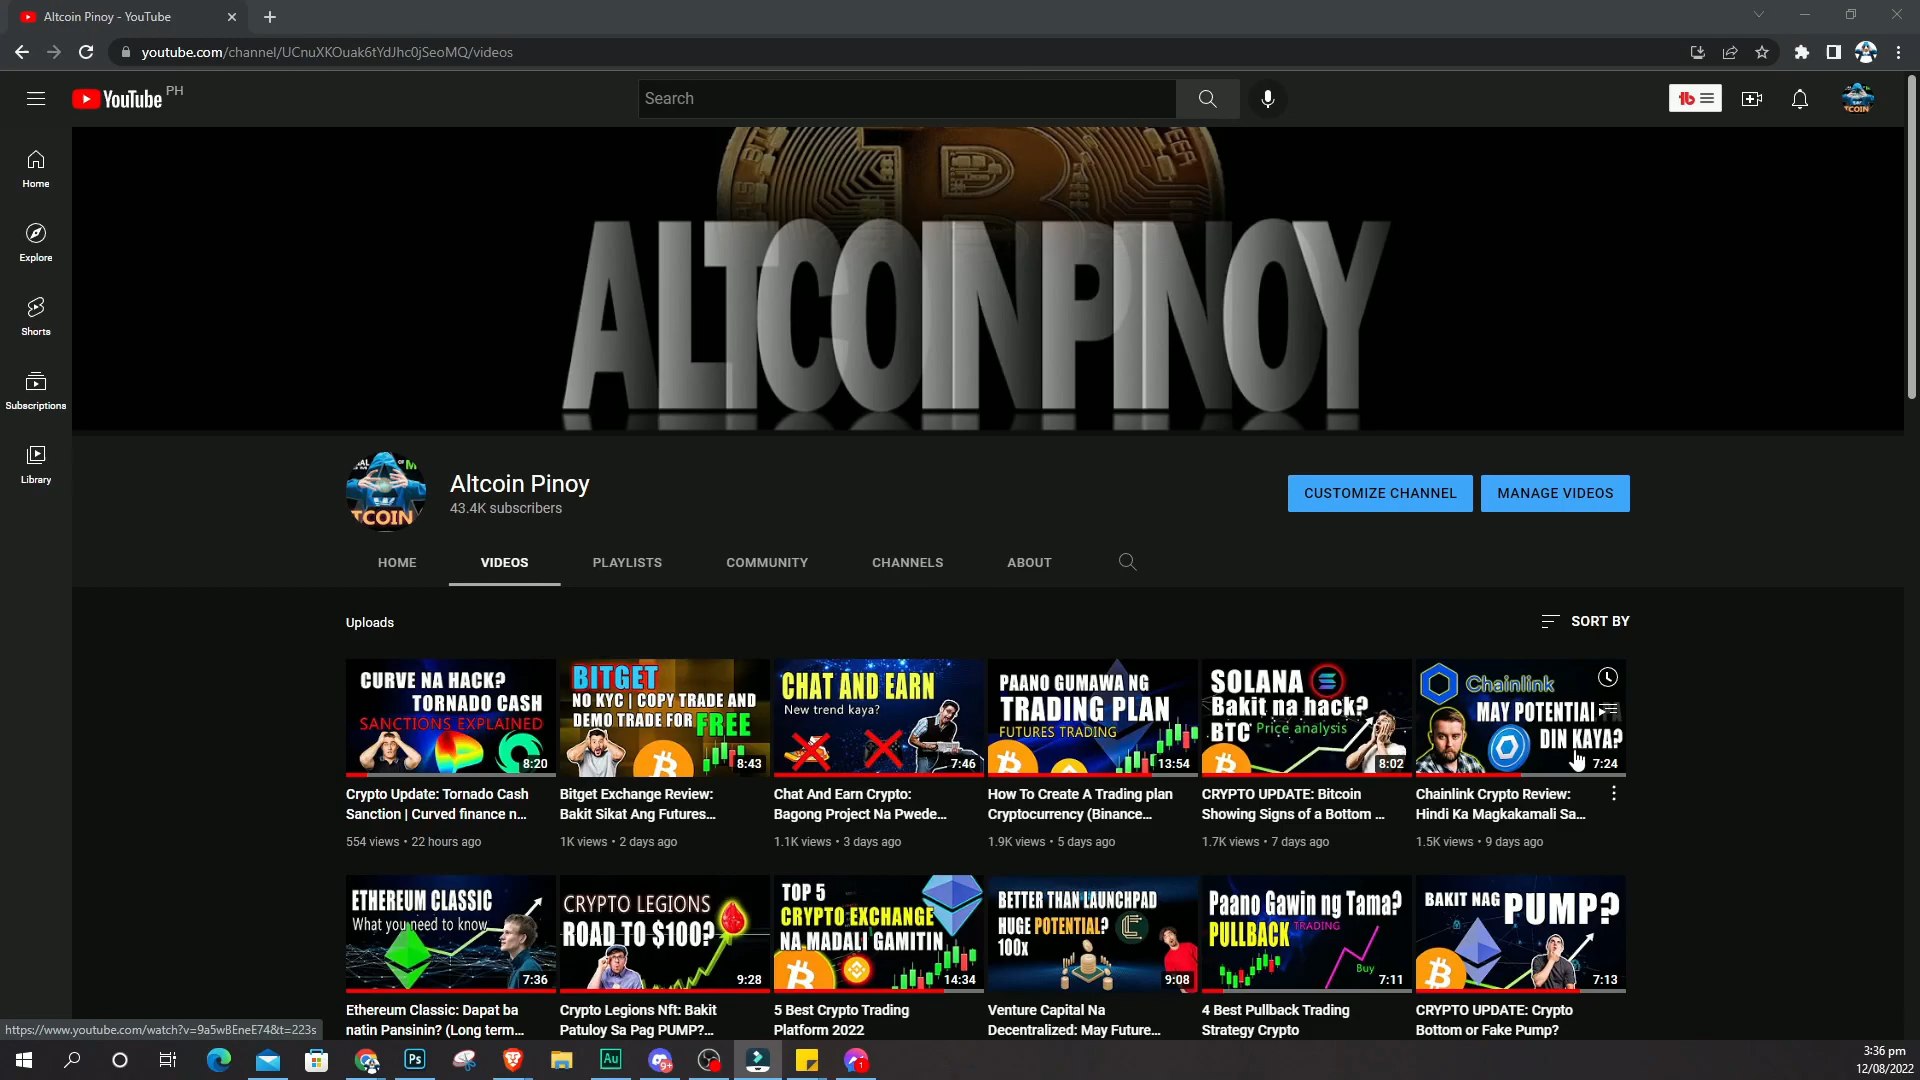 Altcoin Pinoy - YouTube
youtube.com/channel/UCnuXKOuak6tYdJhc0jSeoMQ/videos
YouTube PH
Search
Home
Explore
Shorts
Subscriptions
Library
ALTCOINPINOY
TCOIN
Altcoin Pinoy
43.4K subscribers
CUSTOMIZE CHANNEL
MANAGE VIDEOS
HOME
VIDEOS
PLAYLISTS
COMMUNITY
CHANNELS
ABOUT
Uploads
SORT BY
CURVE NA HACK?
TORNADO CASH
SANCTIONS EXPLAINED
8:20
Crypto Update: Tornado Cash
Sanction | Curved finance n...
554 views • 22 hours ago
BITGET
NO KYC | COPY TRADE AND
DEMO TRADE FOR FREE
8:43
Bitget Exchange Review:
Bakit Sikat Ang Futures...
1K views • 2 days ago
CHAT AND EARN
New trend kaya?
7:46
Chat And Earn Crypto:
Bagong Project Na Pwede...
1.1K views • 3 days ago
PAANO GUMAWA NG
TRADING PLAN
FUTURES TRADING
13:54
How To Create A Trading plan
Cryptocurrency (Binance...
1.9K views • 5 days ago
SOLANA
Bakit na hack?
BTC Price analysis
8:02
CRYPTO UPDATE: Bitcoin
Showing Signs of a Bottom ...
1.7K views • 7 days ago
Chainlink
MAY POTENTIAL
DIN KAYA?
7:24
Chainlink Crypto Review:
Hindi Ka Magkakamali Sa...
1.5K views • 9 days ago
ETHEREUM CLASSIC
What you need to know
7:36
Ethereum Classic: Dapat ba
natin Pansinin? (Long term...
CRYPTO LEGIONS
ROAD TO $100?
9:28
Crypto Legions Nft: Bakit
Patuloy Sa Pag PUMP?...
TOP 5
CRYPTO EXCHANGE
NA MADALI GAMITIN
14:34
5 Best Crypto Trading
Platform 2022
BETTER THAN LAUNCHPAD
HUGE POTENTIAL?
100x
9:08
Venture Capital Na
Decentralized: May Future...
Paano Gawin ng Tama?
PULLBACK TRADING
Buy
7:11
4 Best Pullback Trading
Strategy Crypto
BAKIT NAG PUMP?
7:13
CRYPTO UPDATE: Crypto
Bottom or Fake Pump?
https://www.youtube.com/watch?v=9a5wBEneE74&t=223s
Ps
Au
9+
1
3:36 pm
12/08/2022